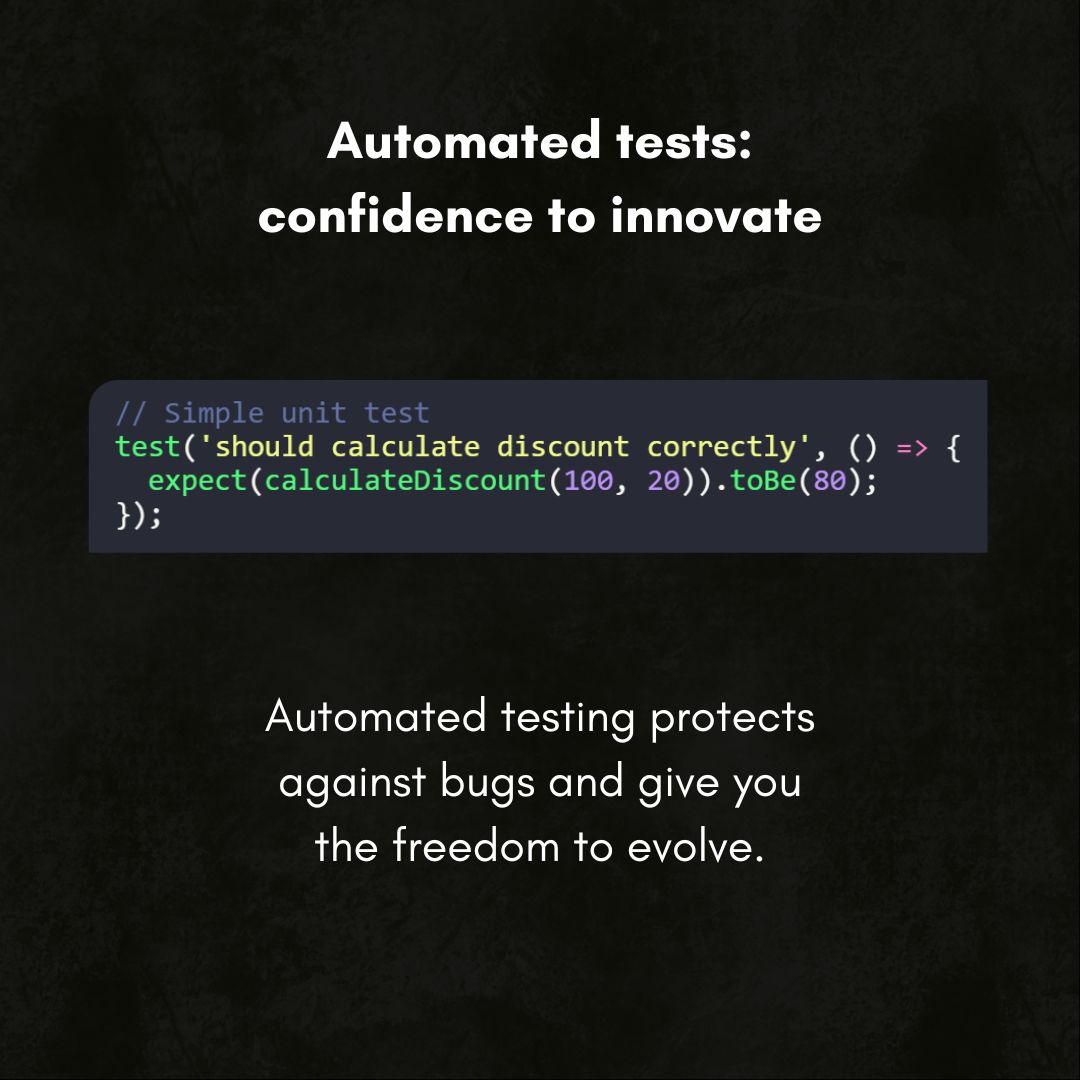 Automated tests:
confidence to innovate
// Simple unit test
test('should calculate discount correctly', () => {
  expect(calculateDiscount(100, 20)).toBe(80);
});
Automated testing protects
against bugs and give you
the freedom to evolve.